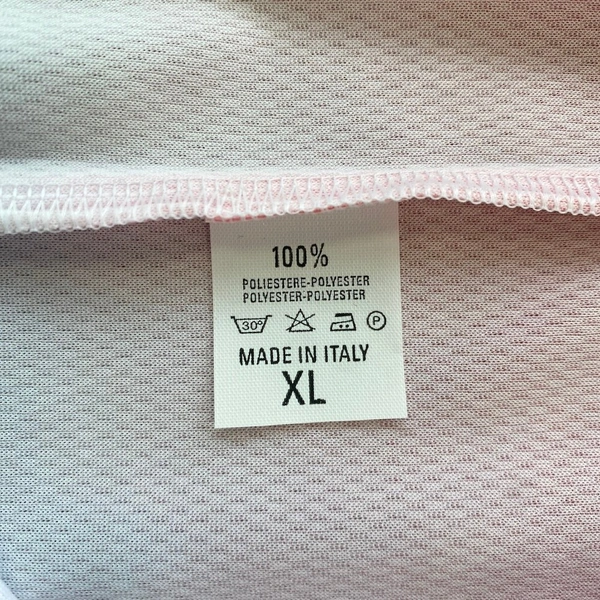 100%
POLIESTERE-POLYESTER
POLYESTER-POLYESTER
30° P
MADE IN ITALY
XL